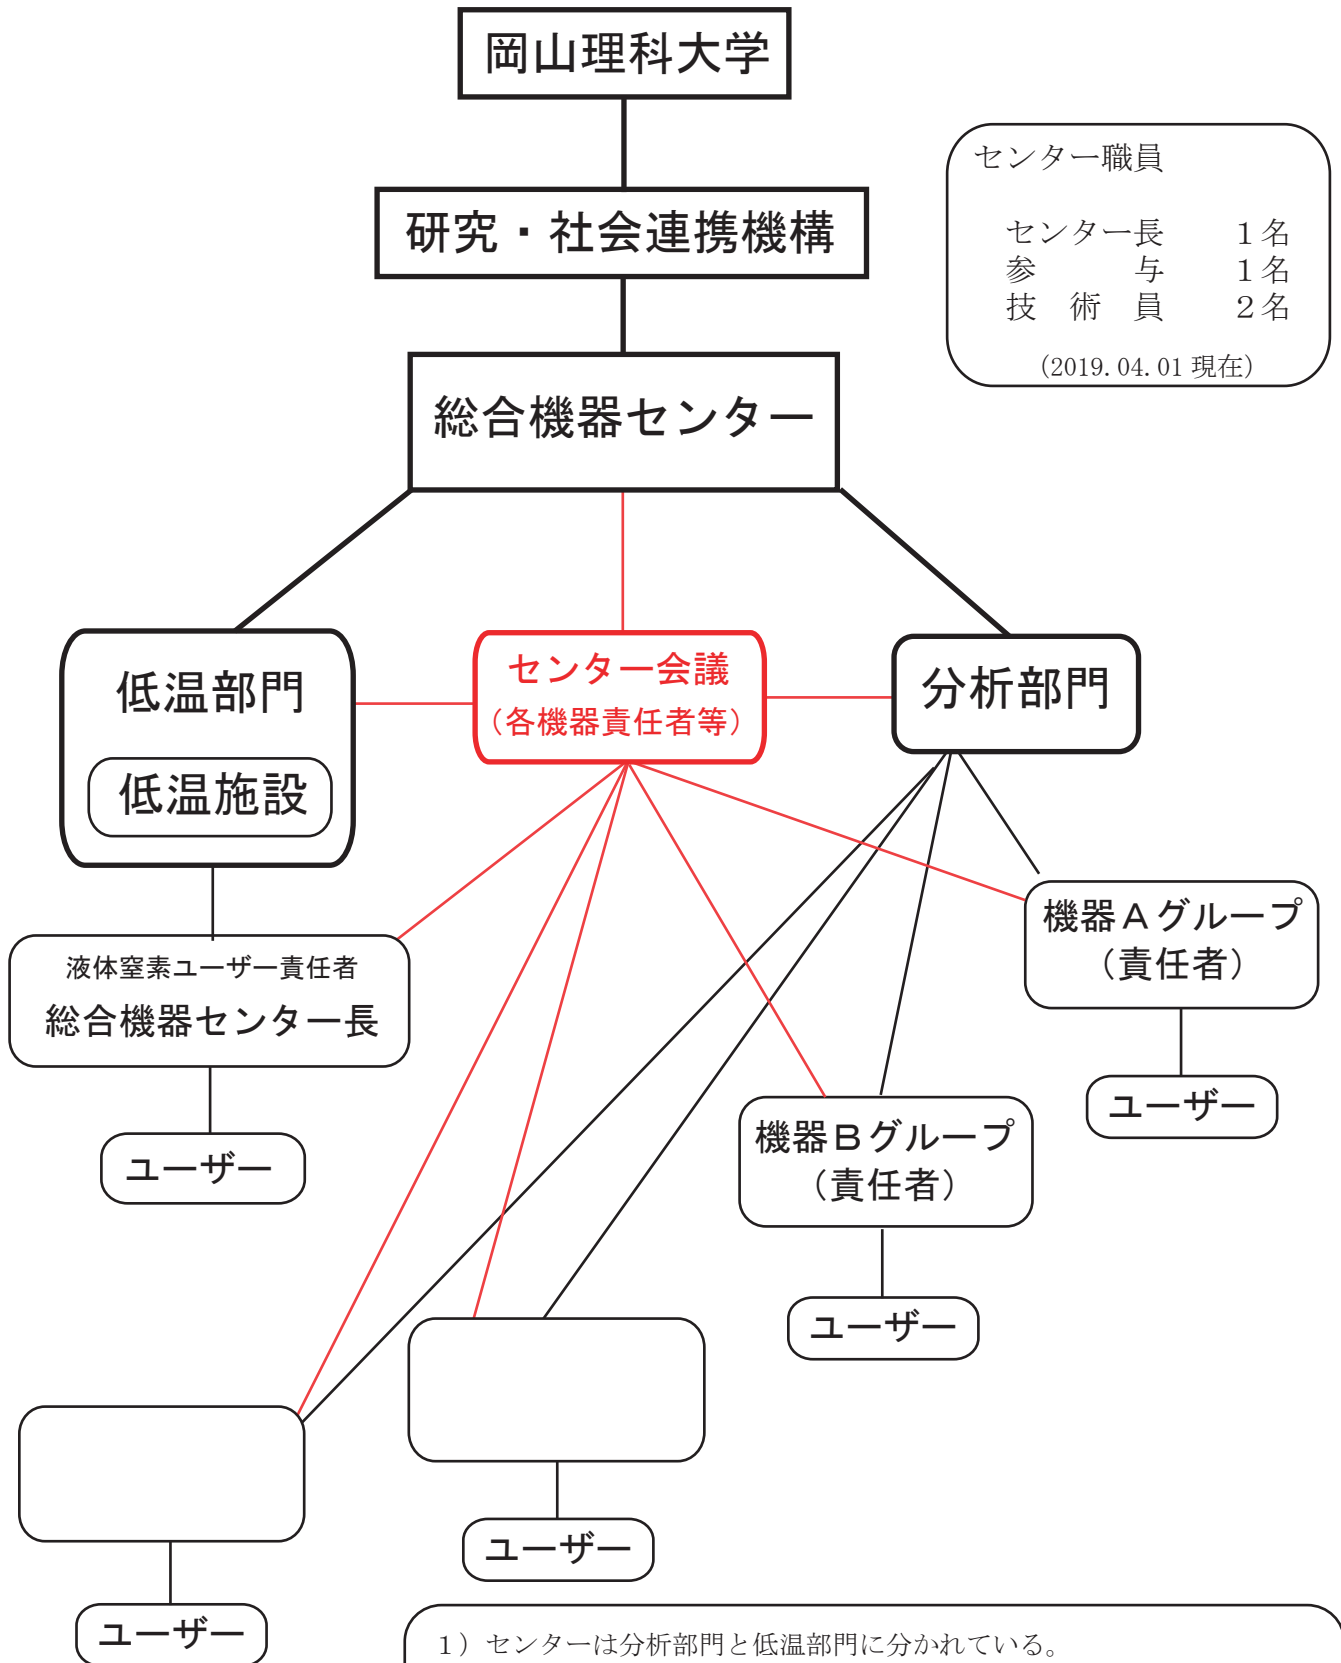 岡山理科大学
研究・社会連携機構
センター職員
センター長 １名
参 与 １名
技 術 員 ２名
（2019.04.01 現在）
総合機器センター
低温部門
低温施設
センター会議
（各機器責任者等）
分析部門
液体窒素ユーザー責任者
総合機器センター長
ユーザー
機器Ａグループ
（責任者）
ユーザー
機器Ｂグループ
（責任者）
ユーザー
ユーザー
ユーザー
１）センターは分析部門と低温部門に分かれている。